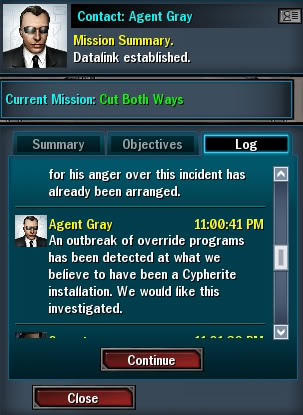 Contact: Agent Gray
Mission Summary.
Datalink established.
Current Mission: Cut Both Ways
Summary
Objectives
Log
for his anger over this incident has
already been arranged.
Agent Gray 11:00:41 PM
An outbreak of override programs
has been detected at what we
believe to have been a Cypherite
installation. We would like this
investigated.
Continue
Close